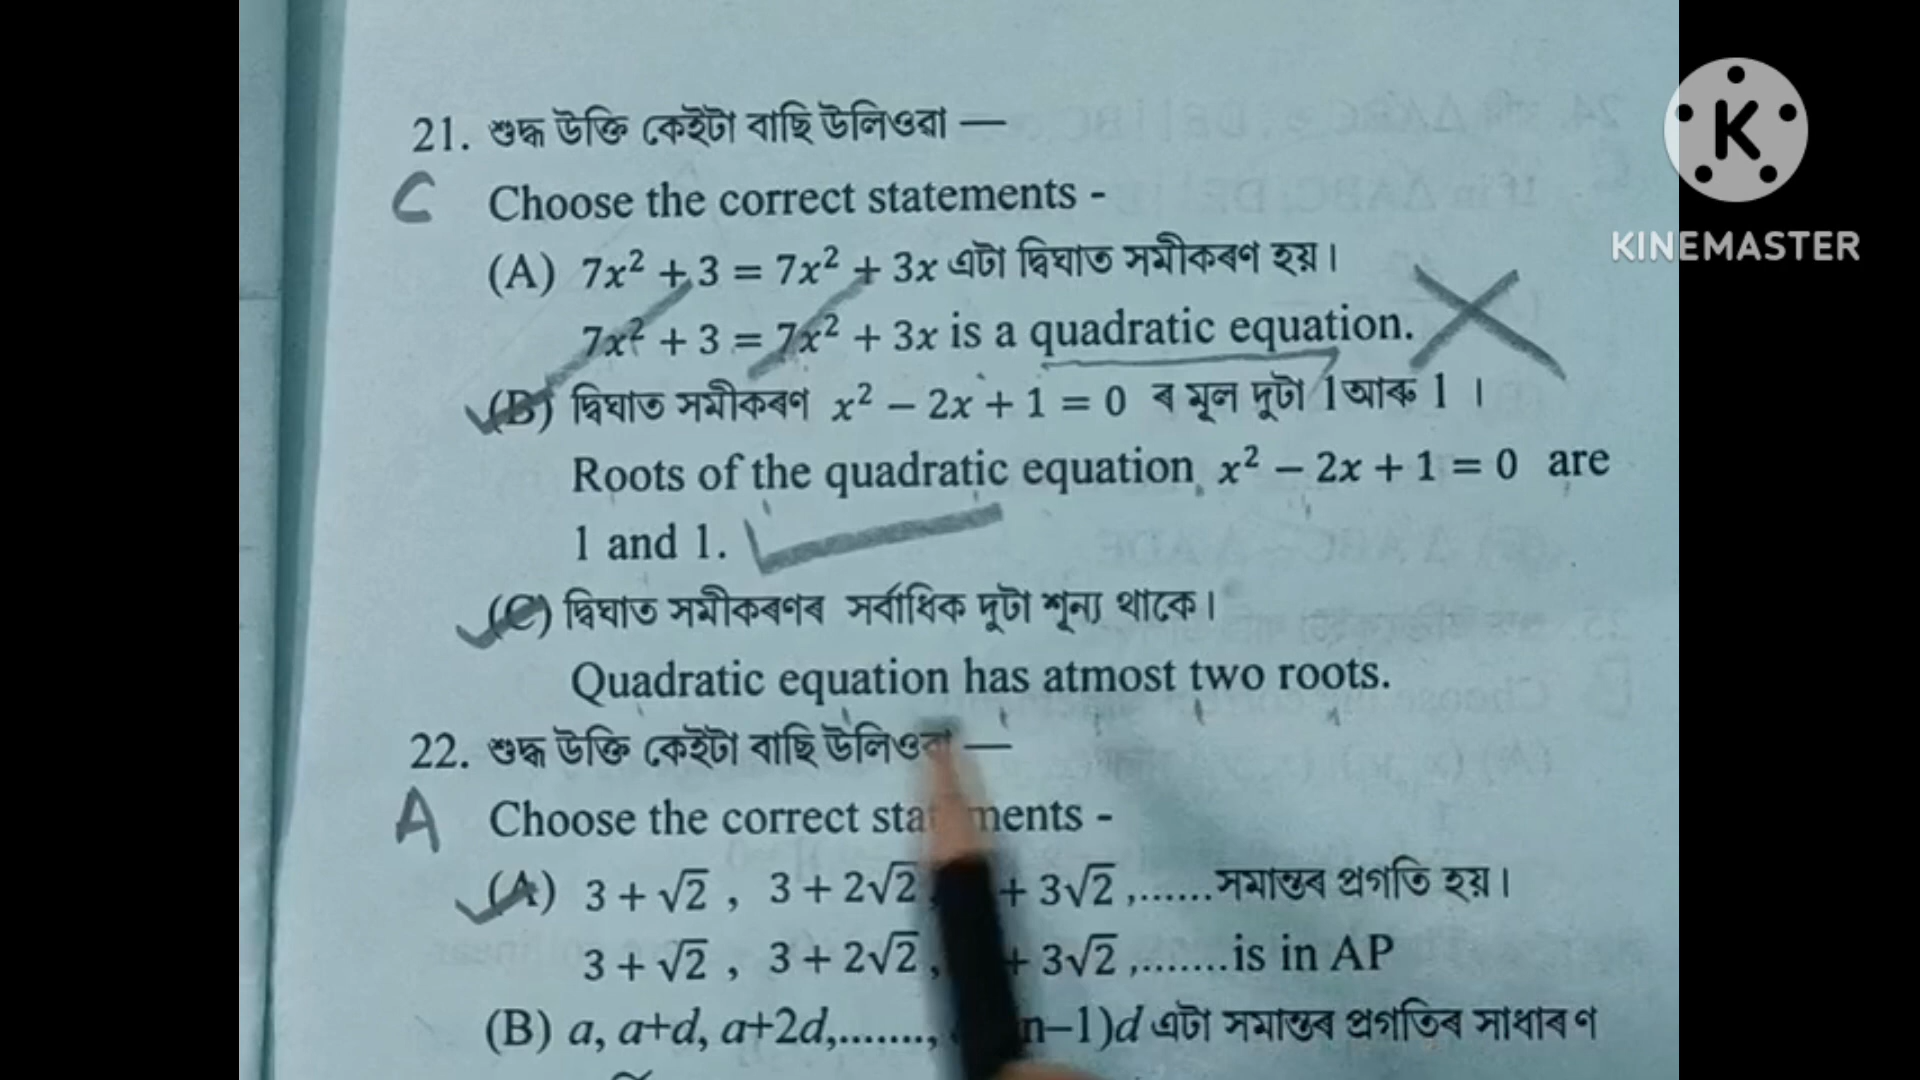 21. শুদ্ধ উক্তি কেইটা বাছি উলিওৱা —
C Choose the correct statements -
(A) 7x² + 3 = 7x² + 3x এটা দ্বিঘাত সমীকৰণ হয়।
7x² + 3 = 7x² + 3x is a quadratic equation.
(B) দ্বিঘাত সমীকৰণ x² – 2x + 1 = 0 ৰ মূল দুটা 1 আৰু 1 ।
Roots of the quadratic equation x² – 2x + 1 = 0 are
1 and 1.
(C) দ্বিঘাত সমীকৰণৰ সৰ্বাধিক দুটা শূন্য থাকে।
Quadratic equation has atmost two roots.
22. শুদ্ধ উক্তি কেইটা বাছি উলিওৱা —
A Choose the correct statements -
(A) 3 + √2 , 3 + 2√2 + 3√2 ,......সমান্তৰ প্ৰগতি হয়।
3 + √2 , 3 + 2√2 , + 3√2 ,.......is in AP
(B) a, a+d, a+2d,......., n–1)d এটা সমান্তৰ প্ৰগতিৰ সাধাৰণ
K
KINEMASTER